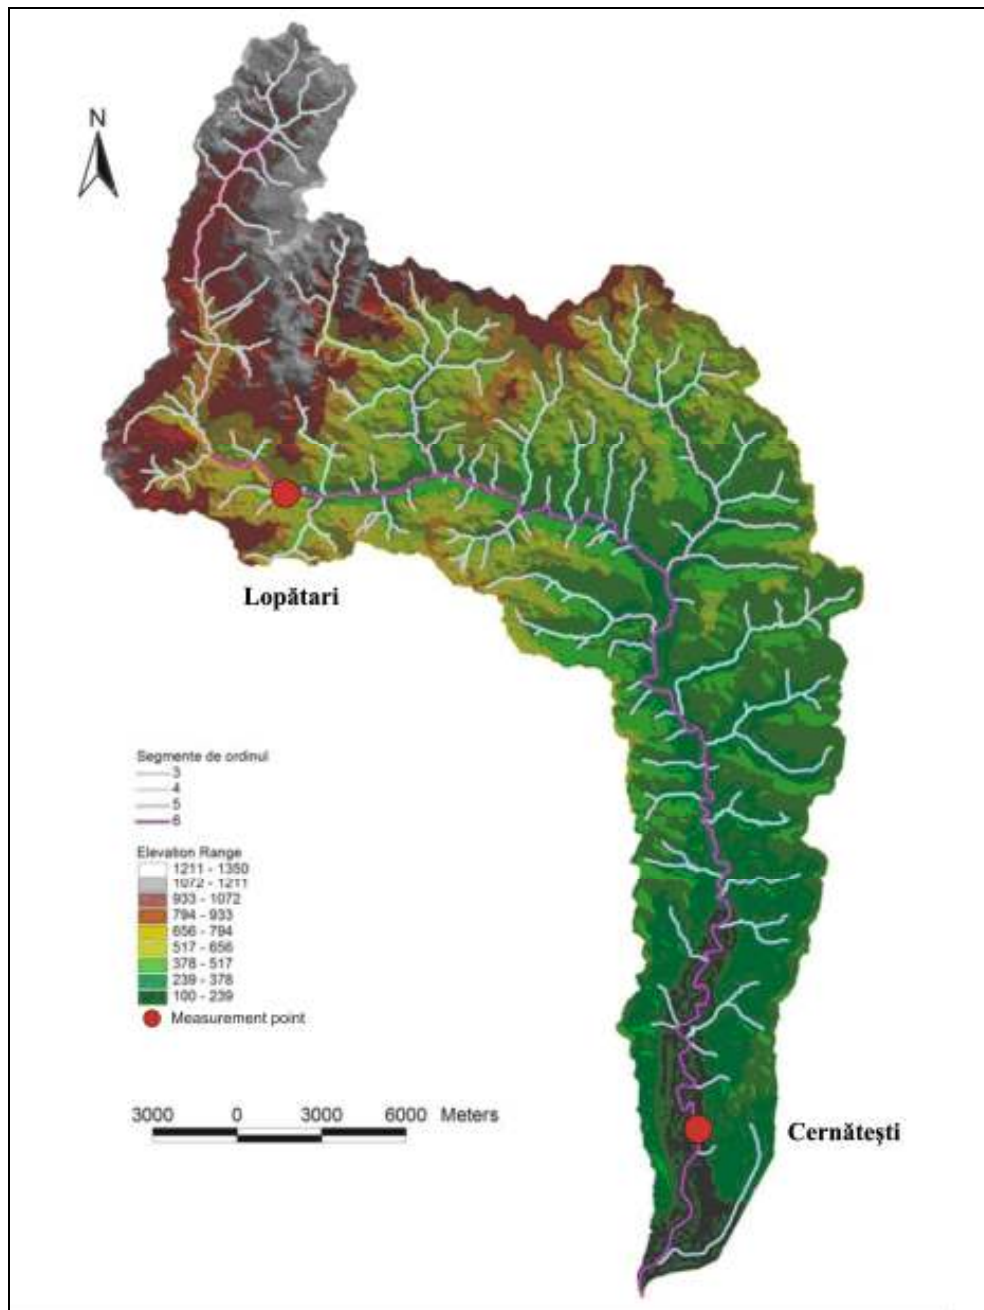 N
Lopătari
Segmente de ordinul
3
4
5
6
Elevation Range
1211 - 1350
1072 - 1211
933 - 1072
794 - 933
656 - 794
517 - 656
378 - 517
239 - 378
100 - 239
Measurement point
3000 0 3000 6000 Meters
Cernătești